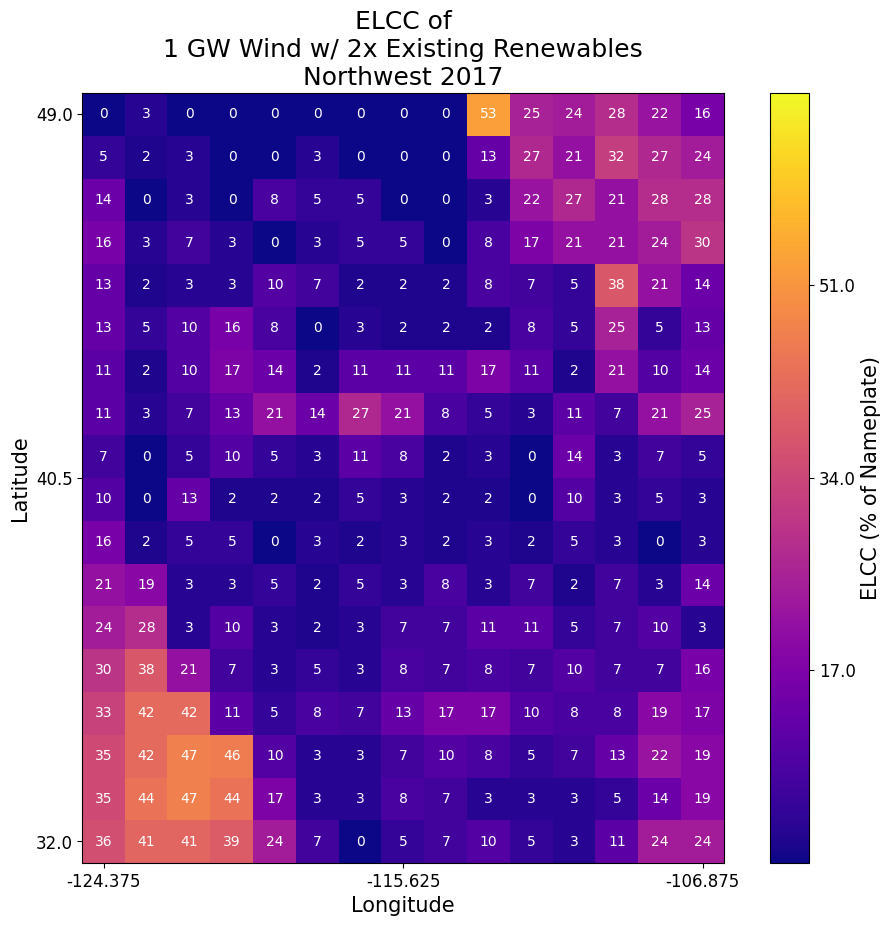 ELCC of
1 GW Wind w/ 2x Existing Renewables
Northwest 2017
49.0
0 3 0 0 0 0 0 0 0 53 25 24 28 22 16
5 2 3 0 0 3 0 0 0 13 27 21 32 27 24
14 0 3 0 8 5 5 0 0 3 22 27 21 28 28
16 3 7 3 0 3 5 5 0 8 17 21 21 24 30
13 2 3 3 10 7 2 2 2 8 7 5 38 21 14
13 5 10 16 8 0 3 2 2 2 8 5 25 5 13
11 2 10 17 14 2 11 11 11 17 11 2 21 10 14
11 3 7 13 21 14 27 21 8 5 3 11 7 21 25
7 0 5 10 5 3 11 8 2 3 0 14 3 7 5
40.5
10 0 13 2 2 2 5 3 2 2 0 10 3 5 3
16 2 5 5 0 3 2 3 2 3 2 5 3 0 3
21 19 3 3 5 2 5 3 8 3 7 2 7 3 14
24 28 3 10 3 2 3 7 7 11 11 5 7 10 3
30 38 21 7 3 5 3 8 7 8 7 10 7 7 16
33 42 42 11 5 8 7 13 17 17 10 8 8 19 17
35 42 47 46 10 3 3 7 10 8 5 7 13 22 19
35 44 47 44 17 3 3 8 7 3 3 3 5 14 19
32.0
36 41 41 39 24 7 0 5 7 10 5 3 11 24 24
-124.375 -115.625 -106.875
Longitude
Latitude
51.0
34.0
17.0
ELCC (% of Nameplate)